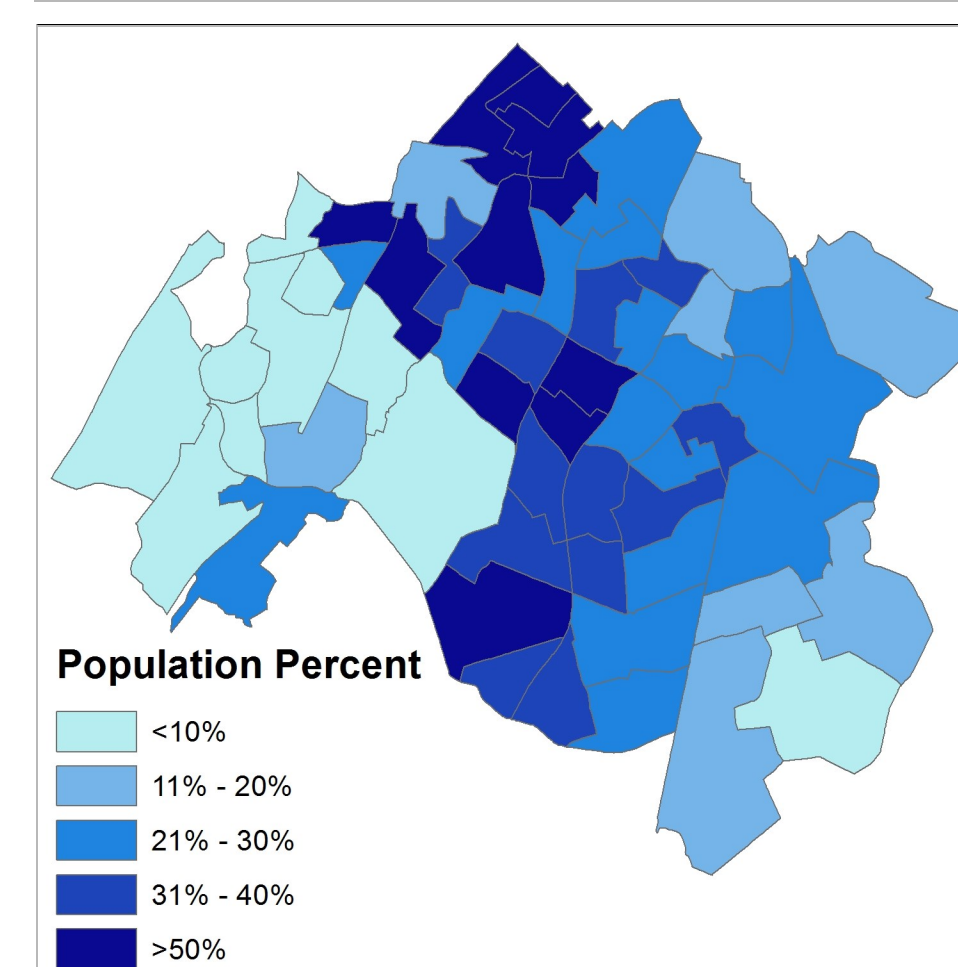 Population Percent
<10%
11% - 20%
21% - 30%
31% - 40%
>50%